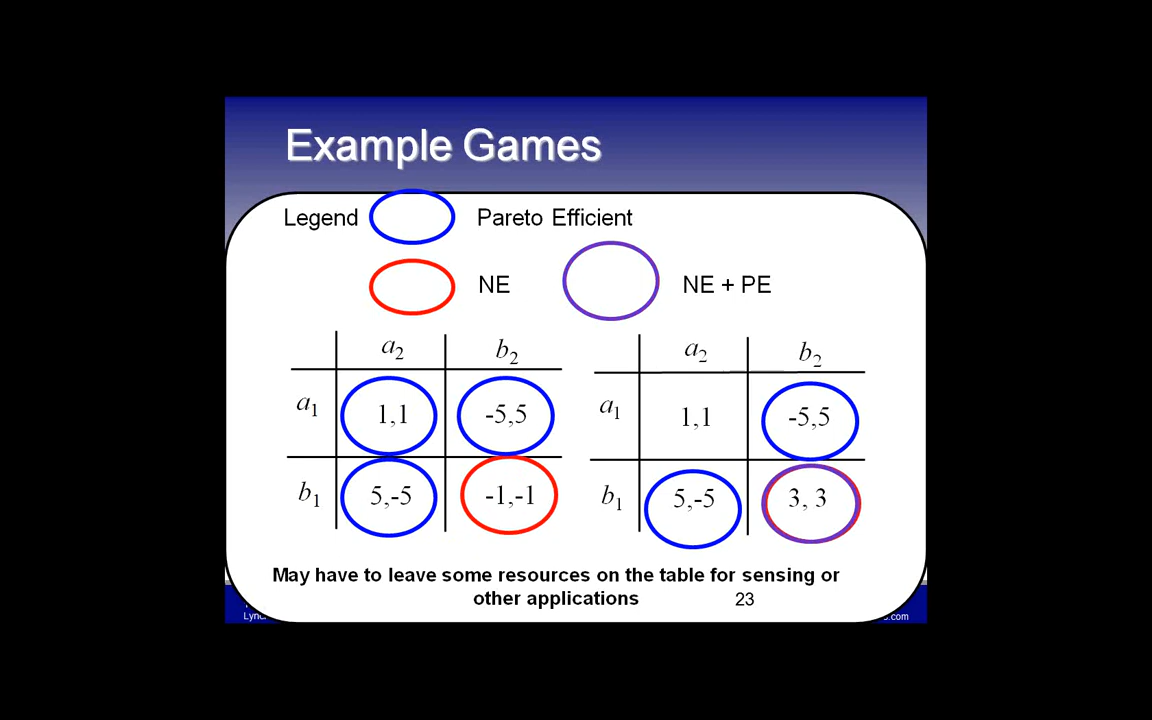 Example Games
Legend Pareto Efficient
NE NE + PE
a2 b2
a1 1,1 -5,5
b1 5,-5 -1,-1
a2 b2
a1 1,1 -5,5
b1 5,-5 3, 3
May have to leave some resources on the table for sensing or
other applications
23